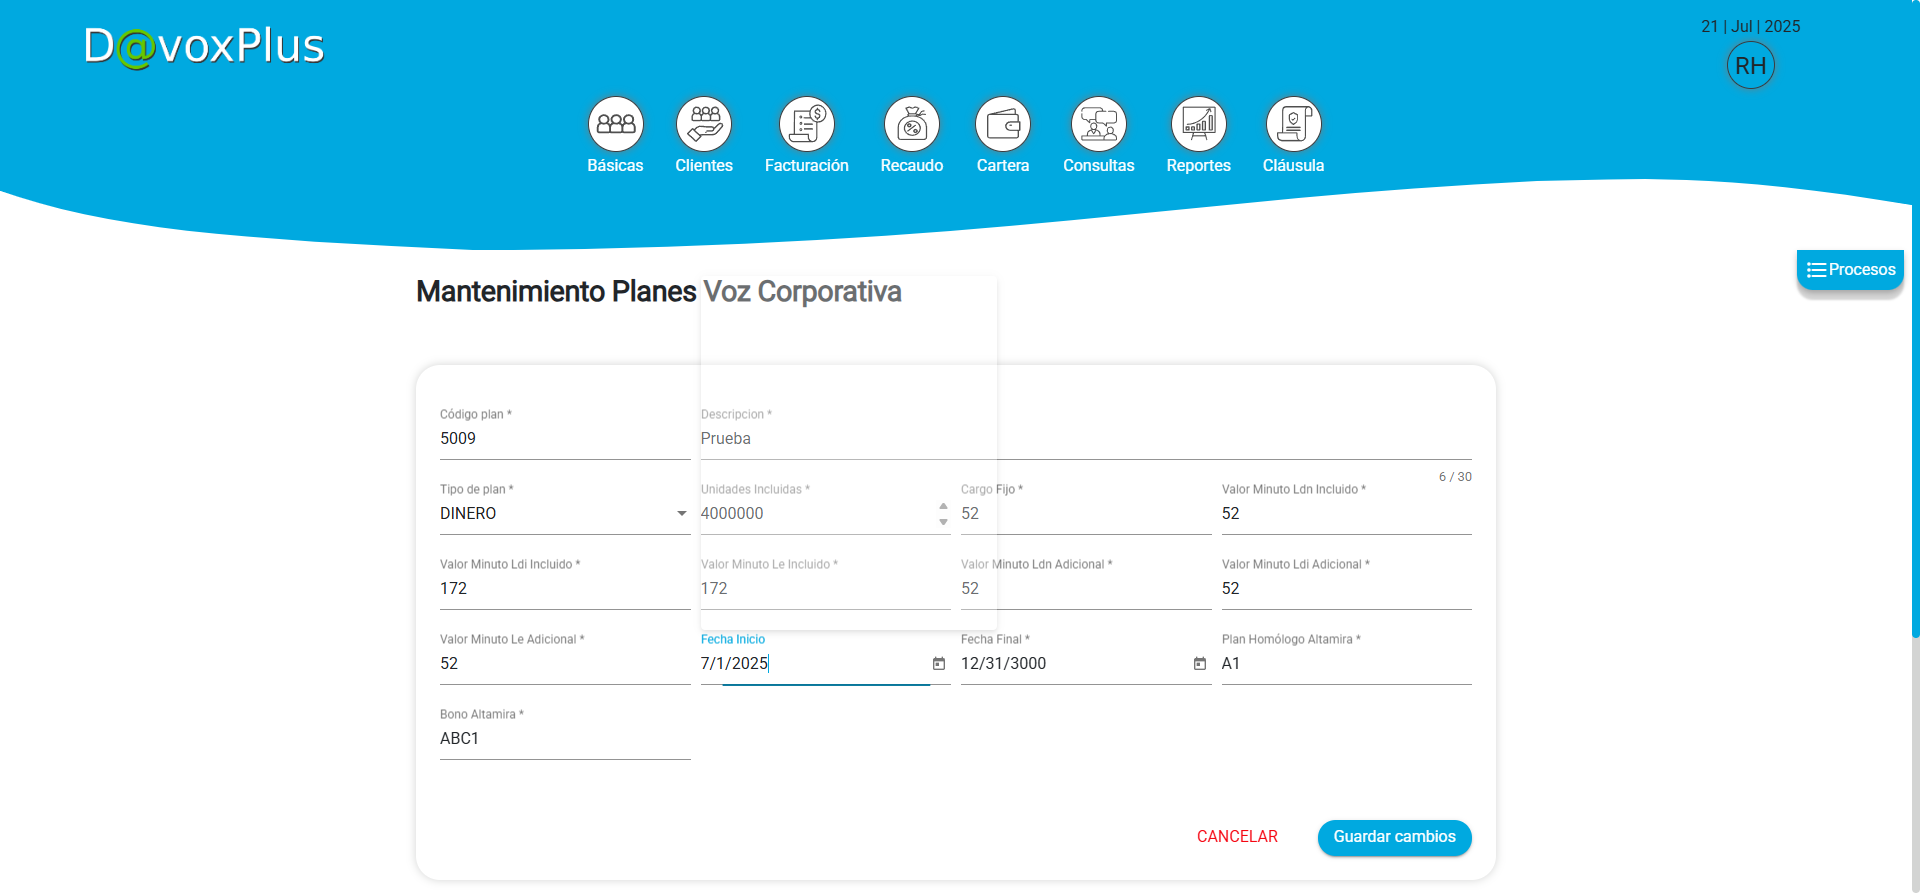 D@voxPlus
21 | Jul | 2025
RH
Básicas
Clientes
Facturación
Recaudo
Cartera
Consultas
Reportes
Cláusula
Procesos
Mantenimiento Planes Voz Corporativa
Código plan *
5009
Descripcion *
Prueba
6 / 30
Tipo de plan *
DINERO
Unidades Incluidas *
4000000
Cargo Fijo *
52
Valor Minuto Ldn Incluido *
52
Valor Minuto Ldi Incluido *
172
Valor Minuto Le Incluido *
172
Valor Minuto Ldn Adicional *
52
Valor Minuto Ldi Adicional *
52
Valor Minuto Le Adicional *
52
Fecha Inicio
7/1/2025
Fecha Final *
12/31/3000
Plan Homólogo Altamira *
A1
Bono Altamira *
ABC1
CANCELAR
Guardar cambios